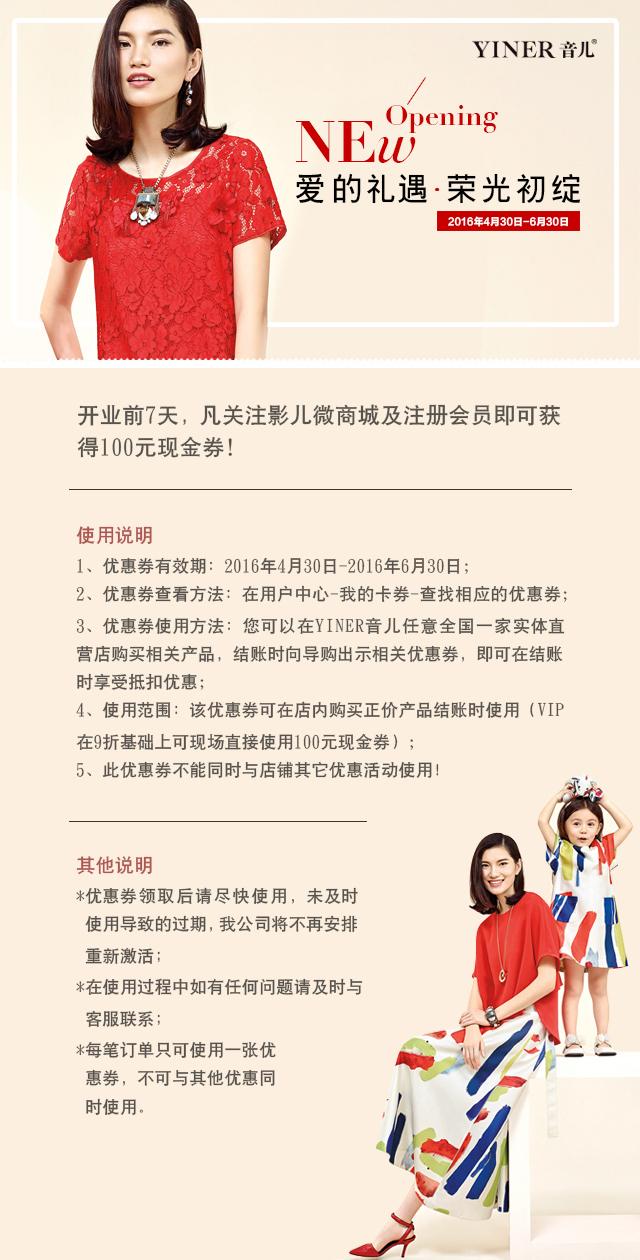 YINER 音儿®
Opening
NEw
爱的礼遇·荣光初绽
2016年4月30日-6月30日
开业前7天，凡关注影儿微商城及注册会员即可获
得100元现金券！
使用说明
1、优惠券有效期：2016年4月30日-2016年6月30日；
2、优惠券查看方法：在用户中心-我的卡券-查找相应的优惠券；
3、优惠券使用方法：您可以在YINER音儿任意全国一家实体直
营店购买相关产品，结账时向导购出示相关优惠券，即可在结账
时享受抵扣优惠；
4、使用范围：该优惠券可在店内购买正价产品结账时使用（VIP
在9折基础上可现场直接使用100元现金券）；
5、此优惠券不能同时与店铺其它优惠活动使用！
其他说明
*优惠券领取后请尽快使用，未及时
使用导致的过期，我公司将不再安排
重新激活；
*在使用过程中如有任何问题请及时与
客服联系；
*每笔订单只可使用一张优
惠券，不可与其他优惠同
时使用。